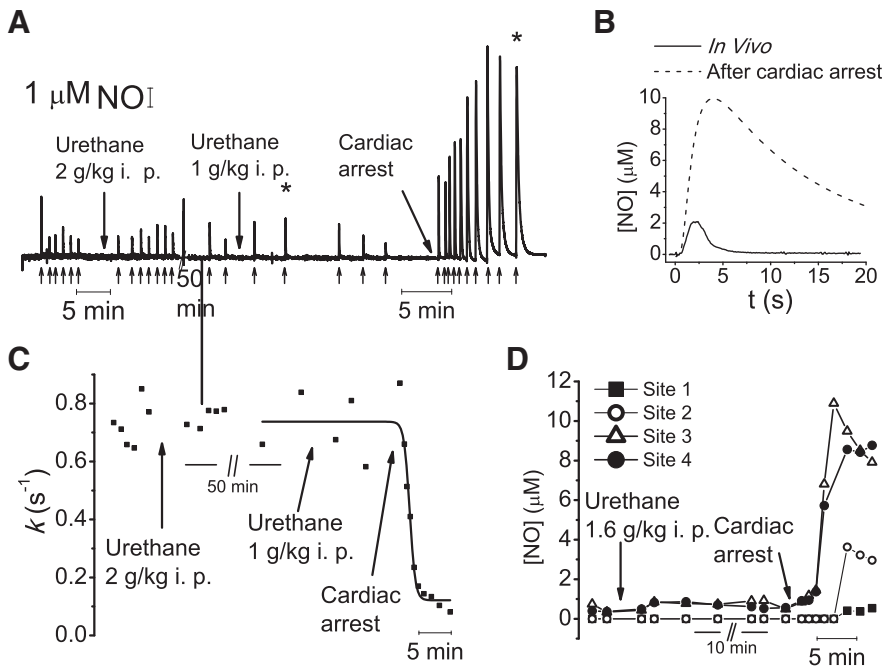 A
1 μM NO
Urethane
2 g/kg i. p.
Urethane
1 g/kg i. p.
Cardiac
arrest
*
*
50
min
5 min
5 min
B
In Vivo
After cardiac arrest
[NO] (μM)
10
8
6
4
2
0
0 5 10 15 20
t (s)
C
k (s⁻¹)
0.8
0.6
0.4
0.2
0.0
50 min
Urethane
2 g/kg i. p.
Urethane
1 g/kg i. p.
Cardiac
arrest
5 min
D
[NO] (μM)
12
10
8
6
4
2
0
Site 1
Site 2
Site 3
Site 4
Urethane
1.6 g/kg i. p.
Cardiac
arrest
10 min
5 min